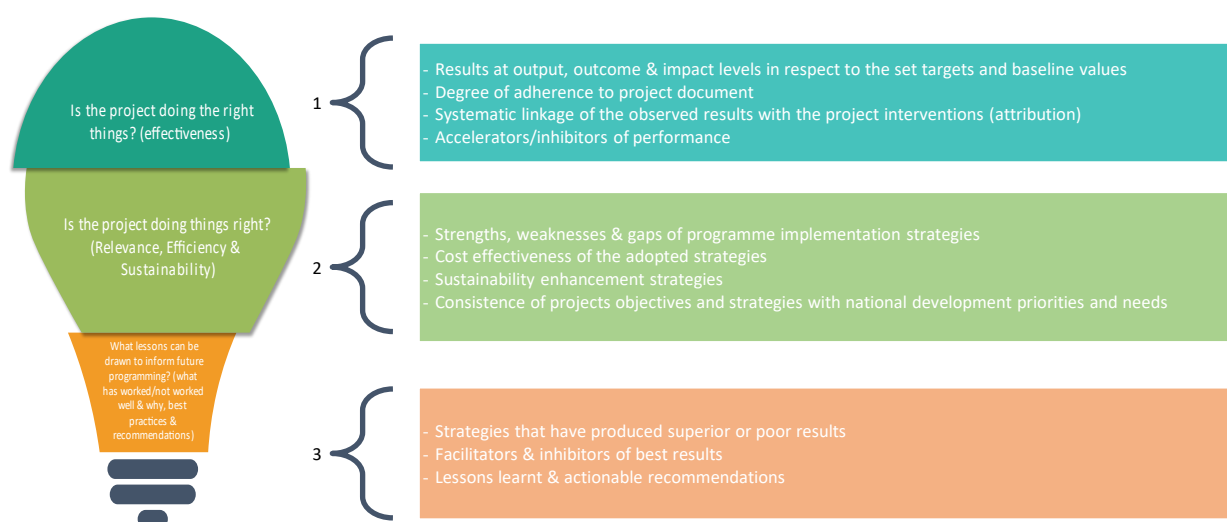 Is the project doing the right
things? (effectiveness)
1
- Results at output, outcome & impact levels in respect to the set targets and baseline values
- Degree of adherence to project document
- Systematic linkage of the observed results with the project interventions (attribution)
- Accelerators/inhibitors of performance
Is the project doing things right?
(Relevance, Efficiency &
Sustainability)
2
- Strengths, weaknesses & gaps of programme implementation strategies
- Cost effectiveness of the adopted strategies
- Sustainability enhancement strategies
- Consistence of projects objectives and strategies with national development priorities and needs
What lessons can be
drawn to inform future
programming? (what
has worked/not worked
well & why, best
practices &
recommendations)
3
- Strategies that have produced superior or poor results
- Facilitators & inhibitors of best results
- Lessons learnt & actionable recommendations